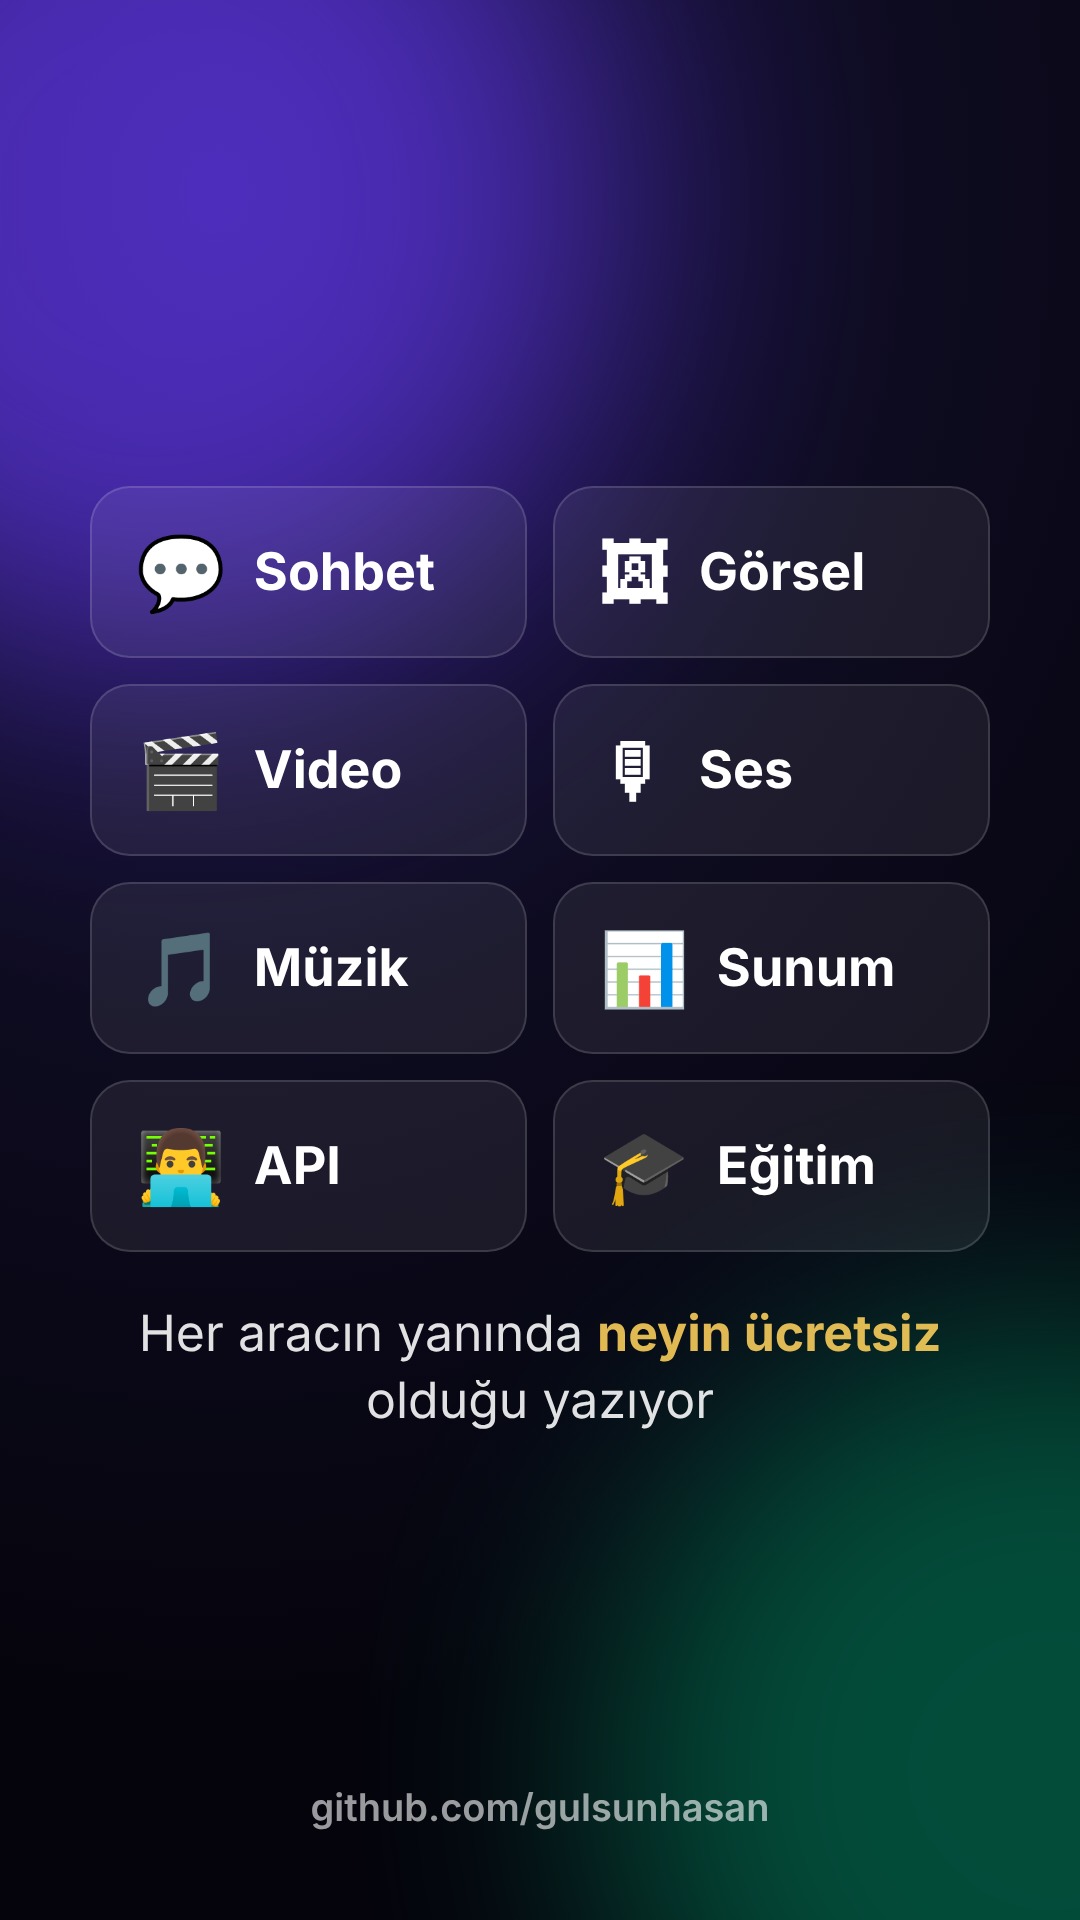 Sohbet
Görsel
Video
Ses
Müzik
Sunum
API
Eğitim
Her aracın yanında neyin ücretsiz
olduğu yazıyor
github.com/gulsunhasan